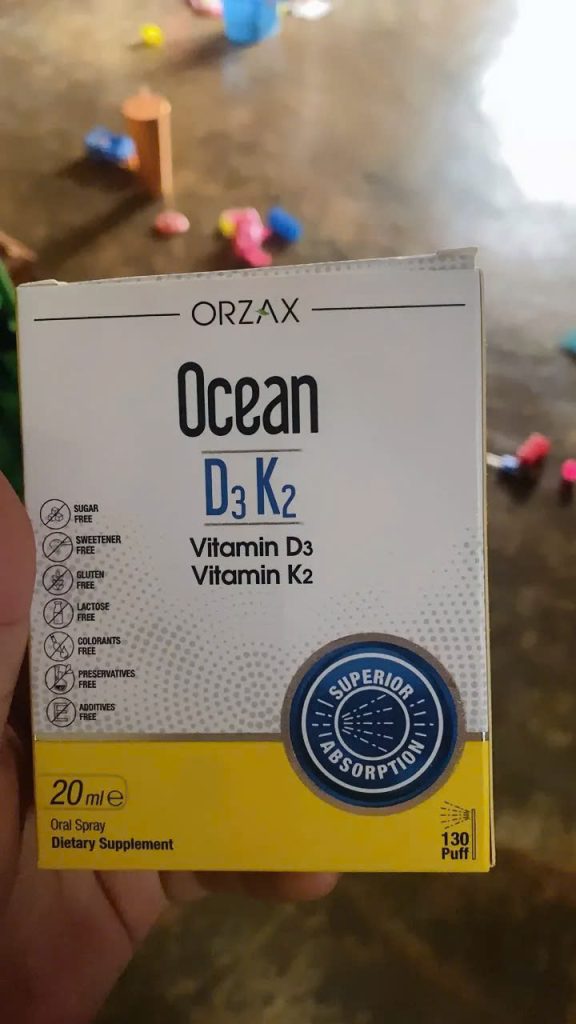 ORZAX
Ocean
D3 K2
Vitamin D3
Vitamin K2
SUGAR
FREE
SWEETENER
FREE
GLUTEN
FREE
LACTOSE
FREE
COLORANTS
FREE
PRESERVATIVES
FREE
ADDITIVES
FREE
SUPERIOR
ABSORPTION
20 ml e
Oral Spray
Dietary Supplement
130
Puff